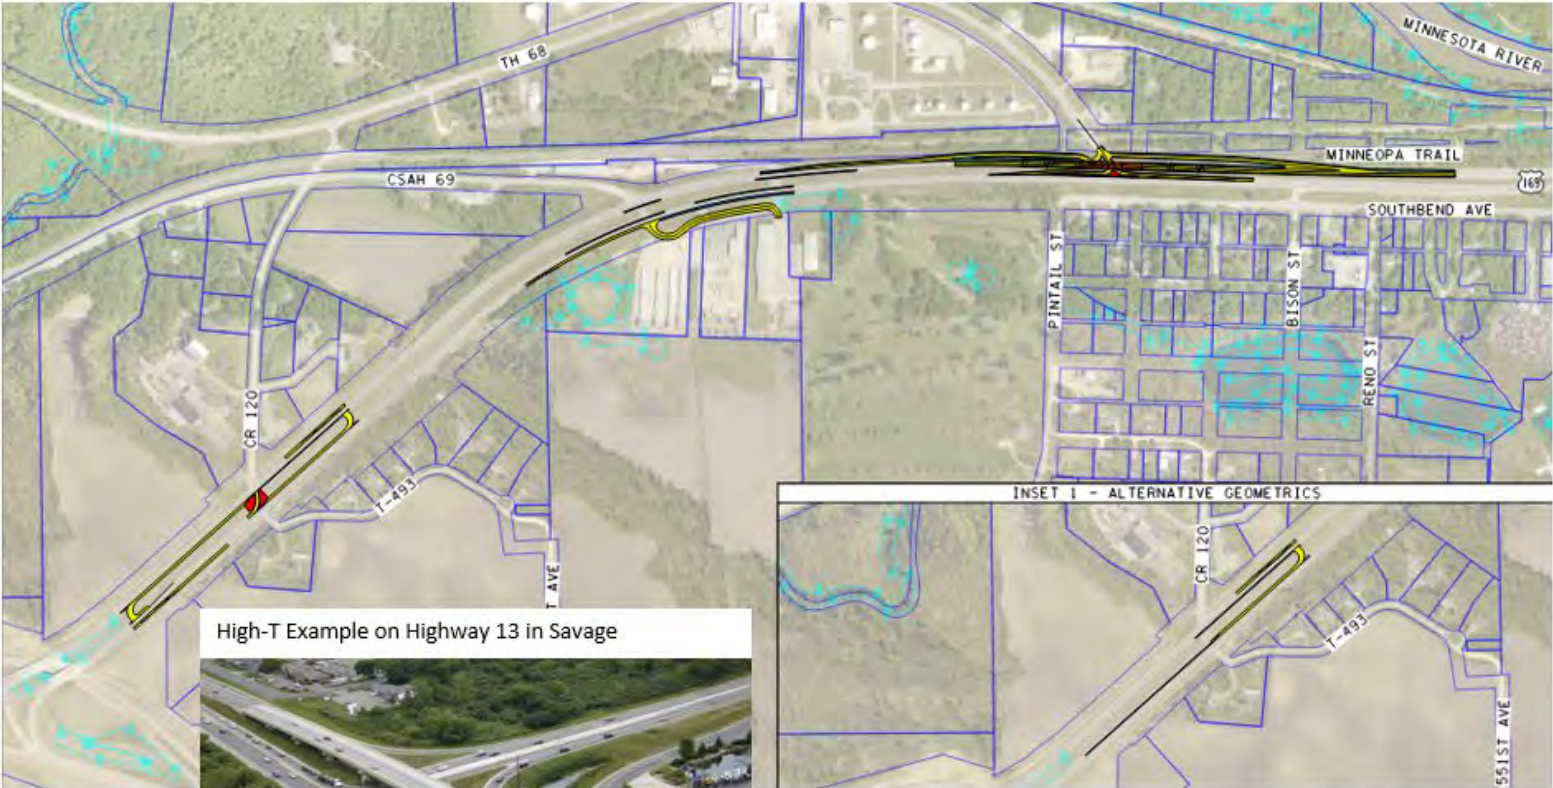 MINNESOTA RIVER
TH 68
MINNEOPA TRAIL
CSAH 69
169
SOUTHBEND AVE
PINTAIL ST
BISON ST
RENO ST
CR 120
T-493
T AVE
INSET 1 - ALTERNATIVE GEOMETRICS
CR 120
T-493
551ST AVE
High-T Example on Highway 13 in Savage